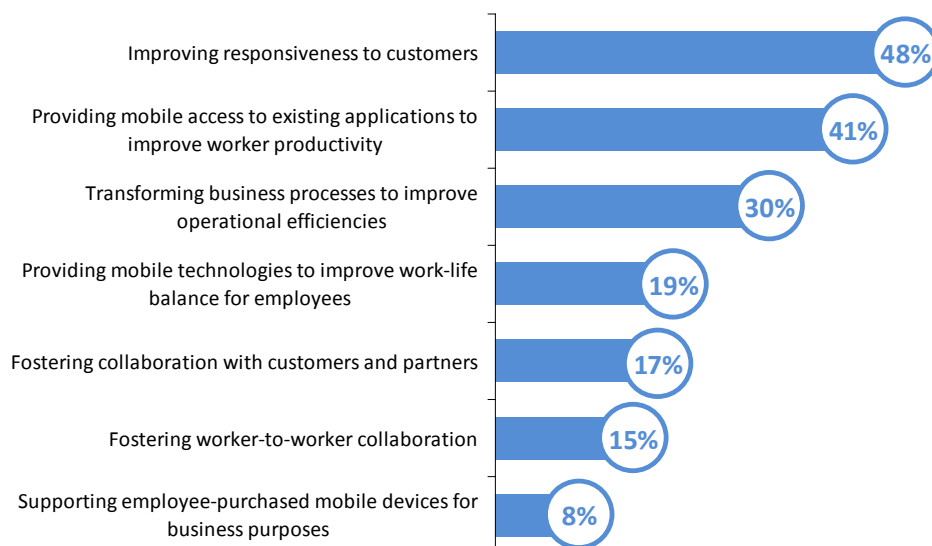 Improving responsiveness to customers
48%
Providing mobile access to existing applications to
improve worker productivity
41%
Transforming business processes to improve
operational efficiencies
30%
Providing mobile technologies to improve work-life
balance for employees
19%
Fostering collaboration with customers and partners
17%
Fostering worker-to-worker collaboration
15%
Supporting employee-purchased mobile devices for
business purposes
8%